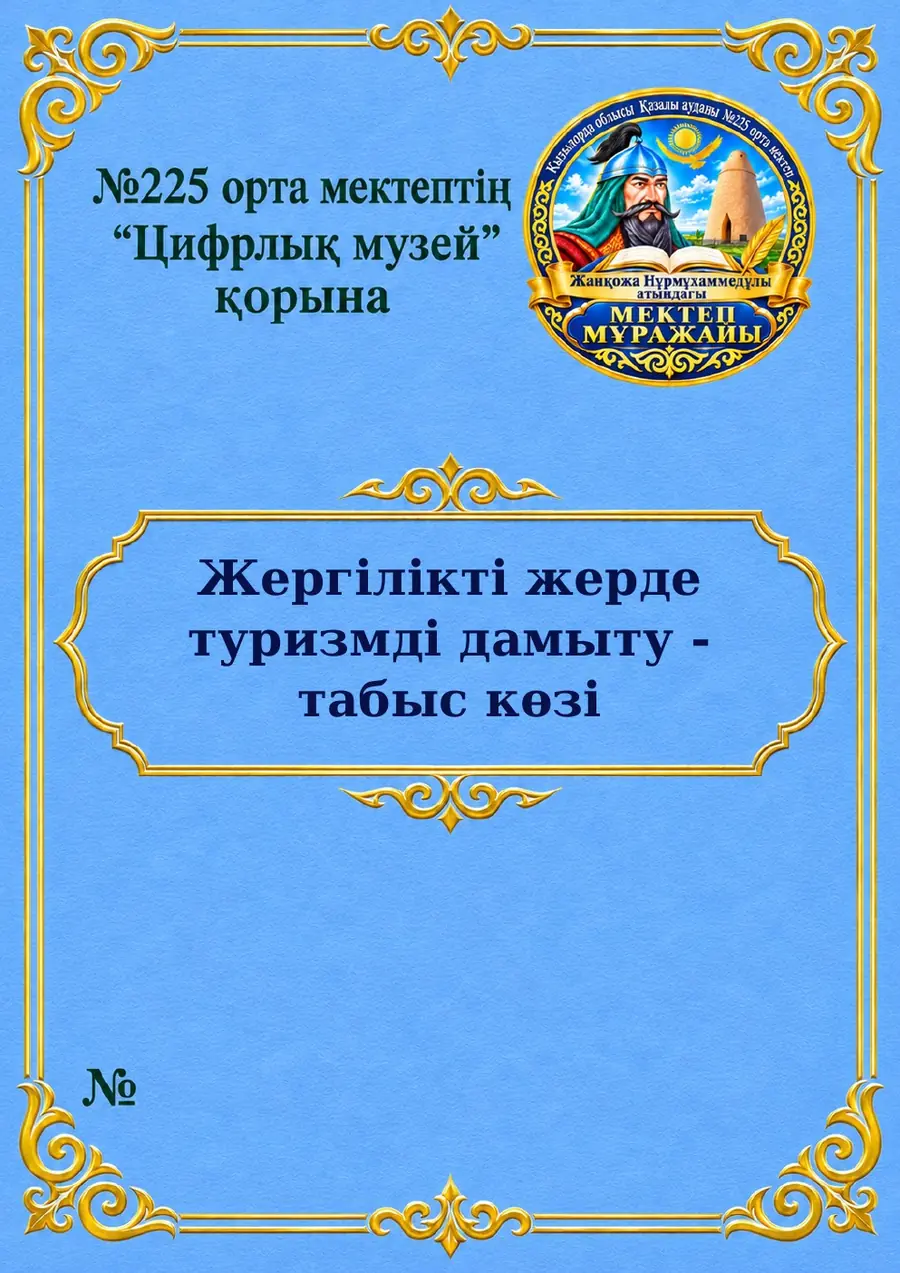 №225 орта мектептің
“Цифрлық музей”
қорына
Қызылорда облысы Қазалы ауданы №225 орта мектеп
Жанқожа Нұрмұхаммедұлы
атындағы
МЕКТЕП
МҰРАЖАЙЫ
Жергілікті жерде
туризмді дамыту -
табыс көзі
№